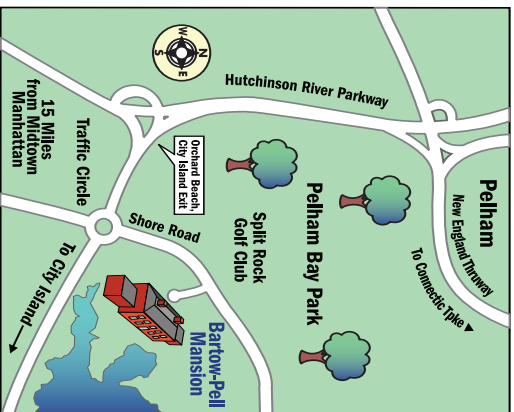 N
W
E
S
Hutchinson River Parkway
15 Miles
from Midtown
Manhattan
Traffic Circle
Orchard Beach,
City Island Exit
Pelham
New England Thruway
To Connectic Tpke
Pelham Bay Park
Split Rock
Golf Club
Shore Road
To City Island
Bartow-Pell
Mansion